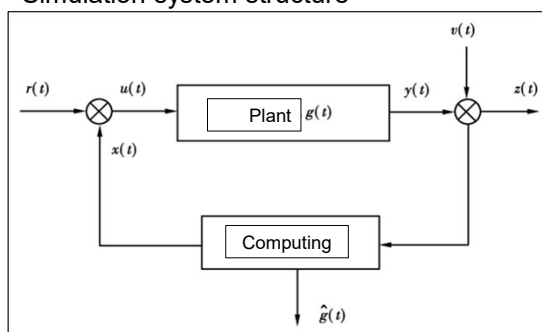 Simulation system structure
v(t)
r(t) u(t) y(t) z(t)
Plant g(t)
x(t)
Computing
ĝ(t)